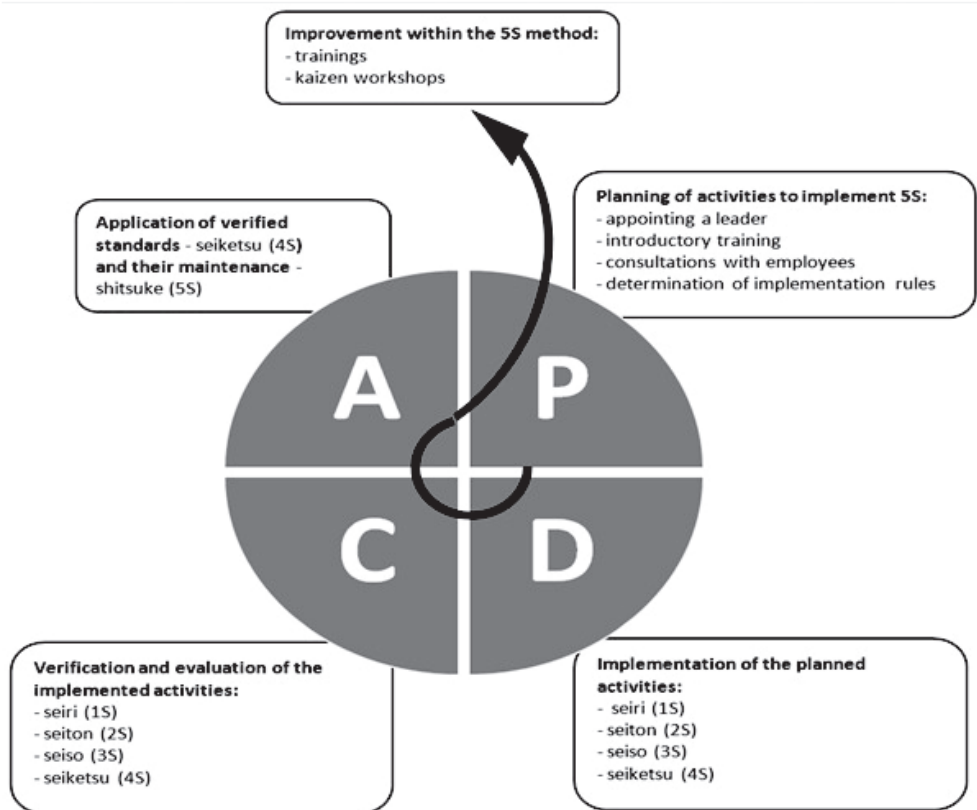 Improvement within the 5S method:
- trainings
- kaizen workshops
Application of verified
standards - seiketsu (4S)
and their maintenance -
shitsuke (5S)
Planning of activities to implement 5S:
- appointing a leader
- introductory training
- consultations with employees
- determination of implementation rules
A
P
C
D
Verification and evaluation of the
implemented activities:
- seiri (1S)
- seiton (2S)
- seiso (3S)
- seiketsu (4S)
Implementation of the planned
activities:
- seiri (1S)
- seiton (2S)
- seiso (3S)
- seiketsu (4S)